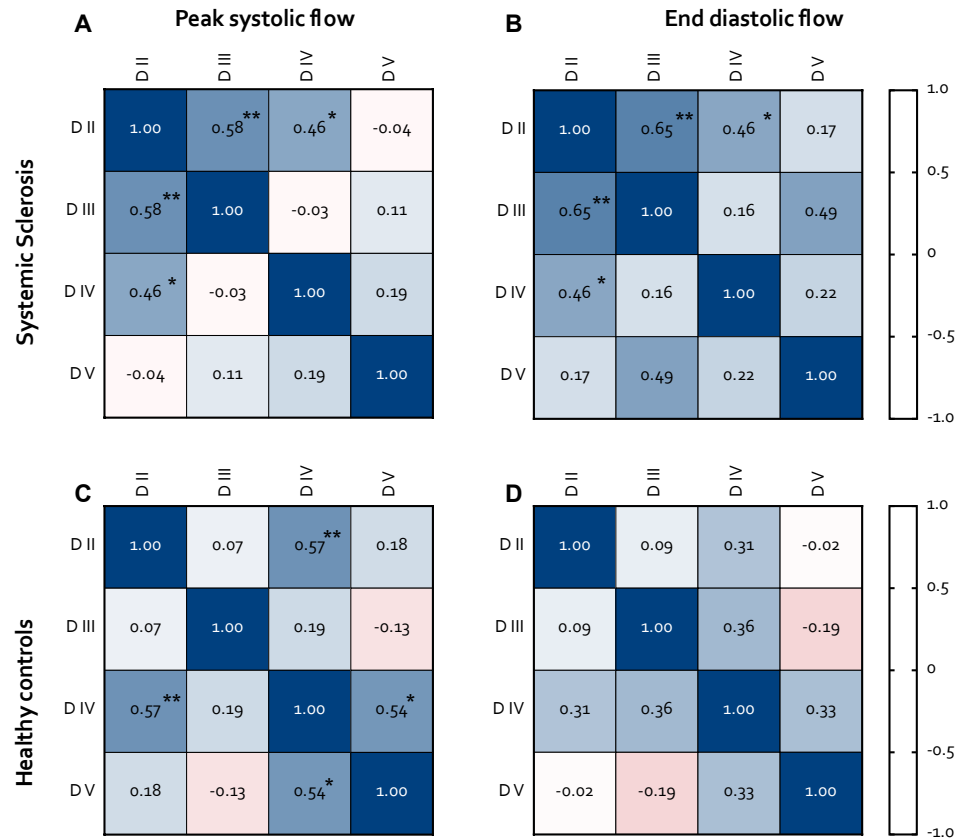 A Peak systolic flow
B End diastolic flow
D II D III D IV D V
D II D III D IV D V
Systemic Sclerosis
D II 1.00 0.58** 0.46* -0.04
D III 0.58** 1.00 -0.03 0.11
D IV 0.46* -0.03 1.00 0.19
D V -0.04 0.11 0.19 1.00
D II 1.00 0.65** 0.46* 0.17
D III 0.65** 1.00 0.16 0.49
D IV 0.46* 0.16 1.00 0.22
D V 0.17 0.49 0.22 1.00
1.0
0.5
0
-0.5
-1.0
C
D
D II D III D IV D V
D II D III D IV D V
Healthy controls
D II 1.00 0.07 0.57** 0.18
D III 0.07 1.00 0.19 -0.13
D IV 0.57** 0.19 1.00 0.54*
D V 0.18 -0.13 0.54* 1.00
D II 1.00 0.09 0.31 -0.02
D III 0.09 1.00 0.36 -0.19
D IV 0.31 0.36 1.00 0.33
D V -0.02 -0.19 0.33 1.00
1.0
0.5
0
-0.5
-1.0